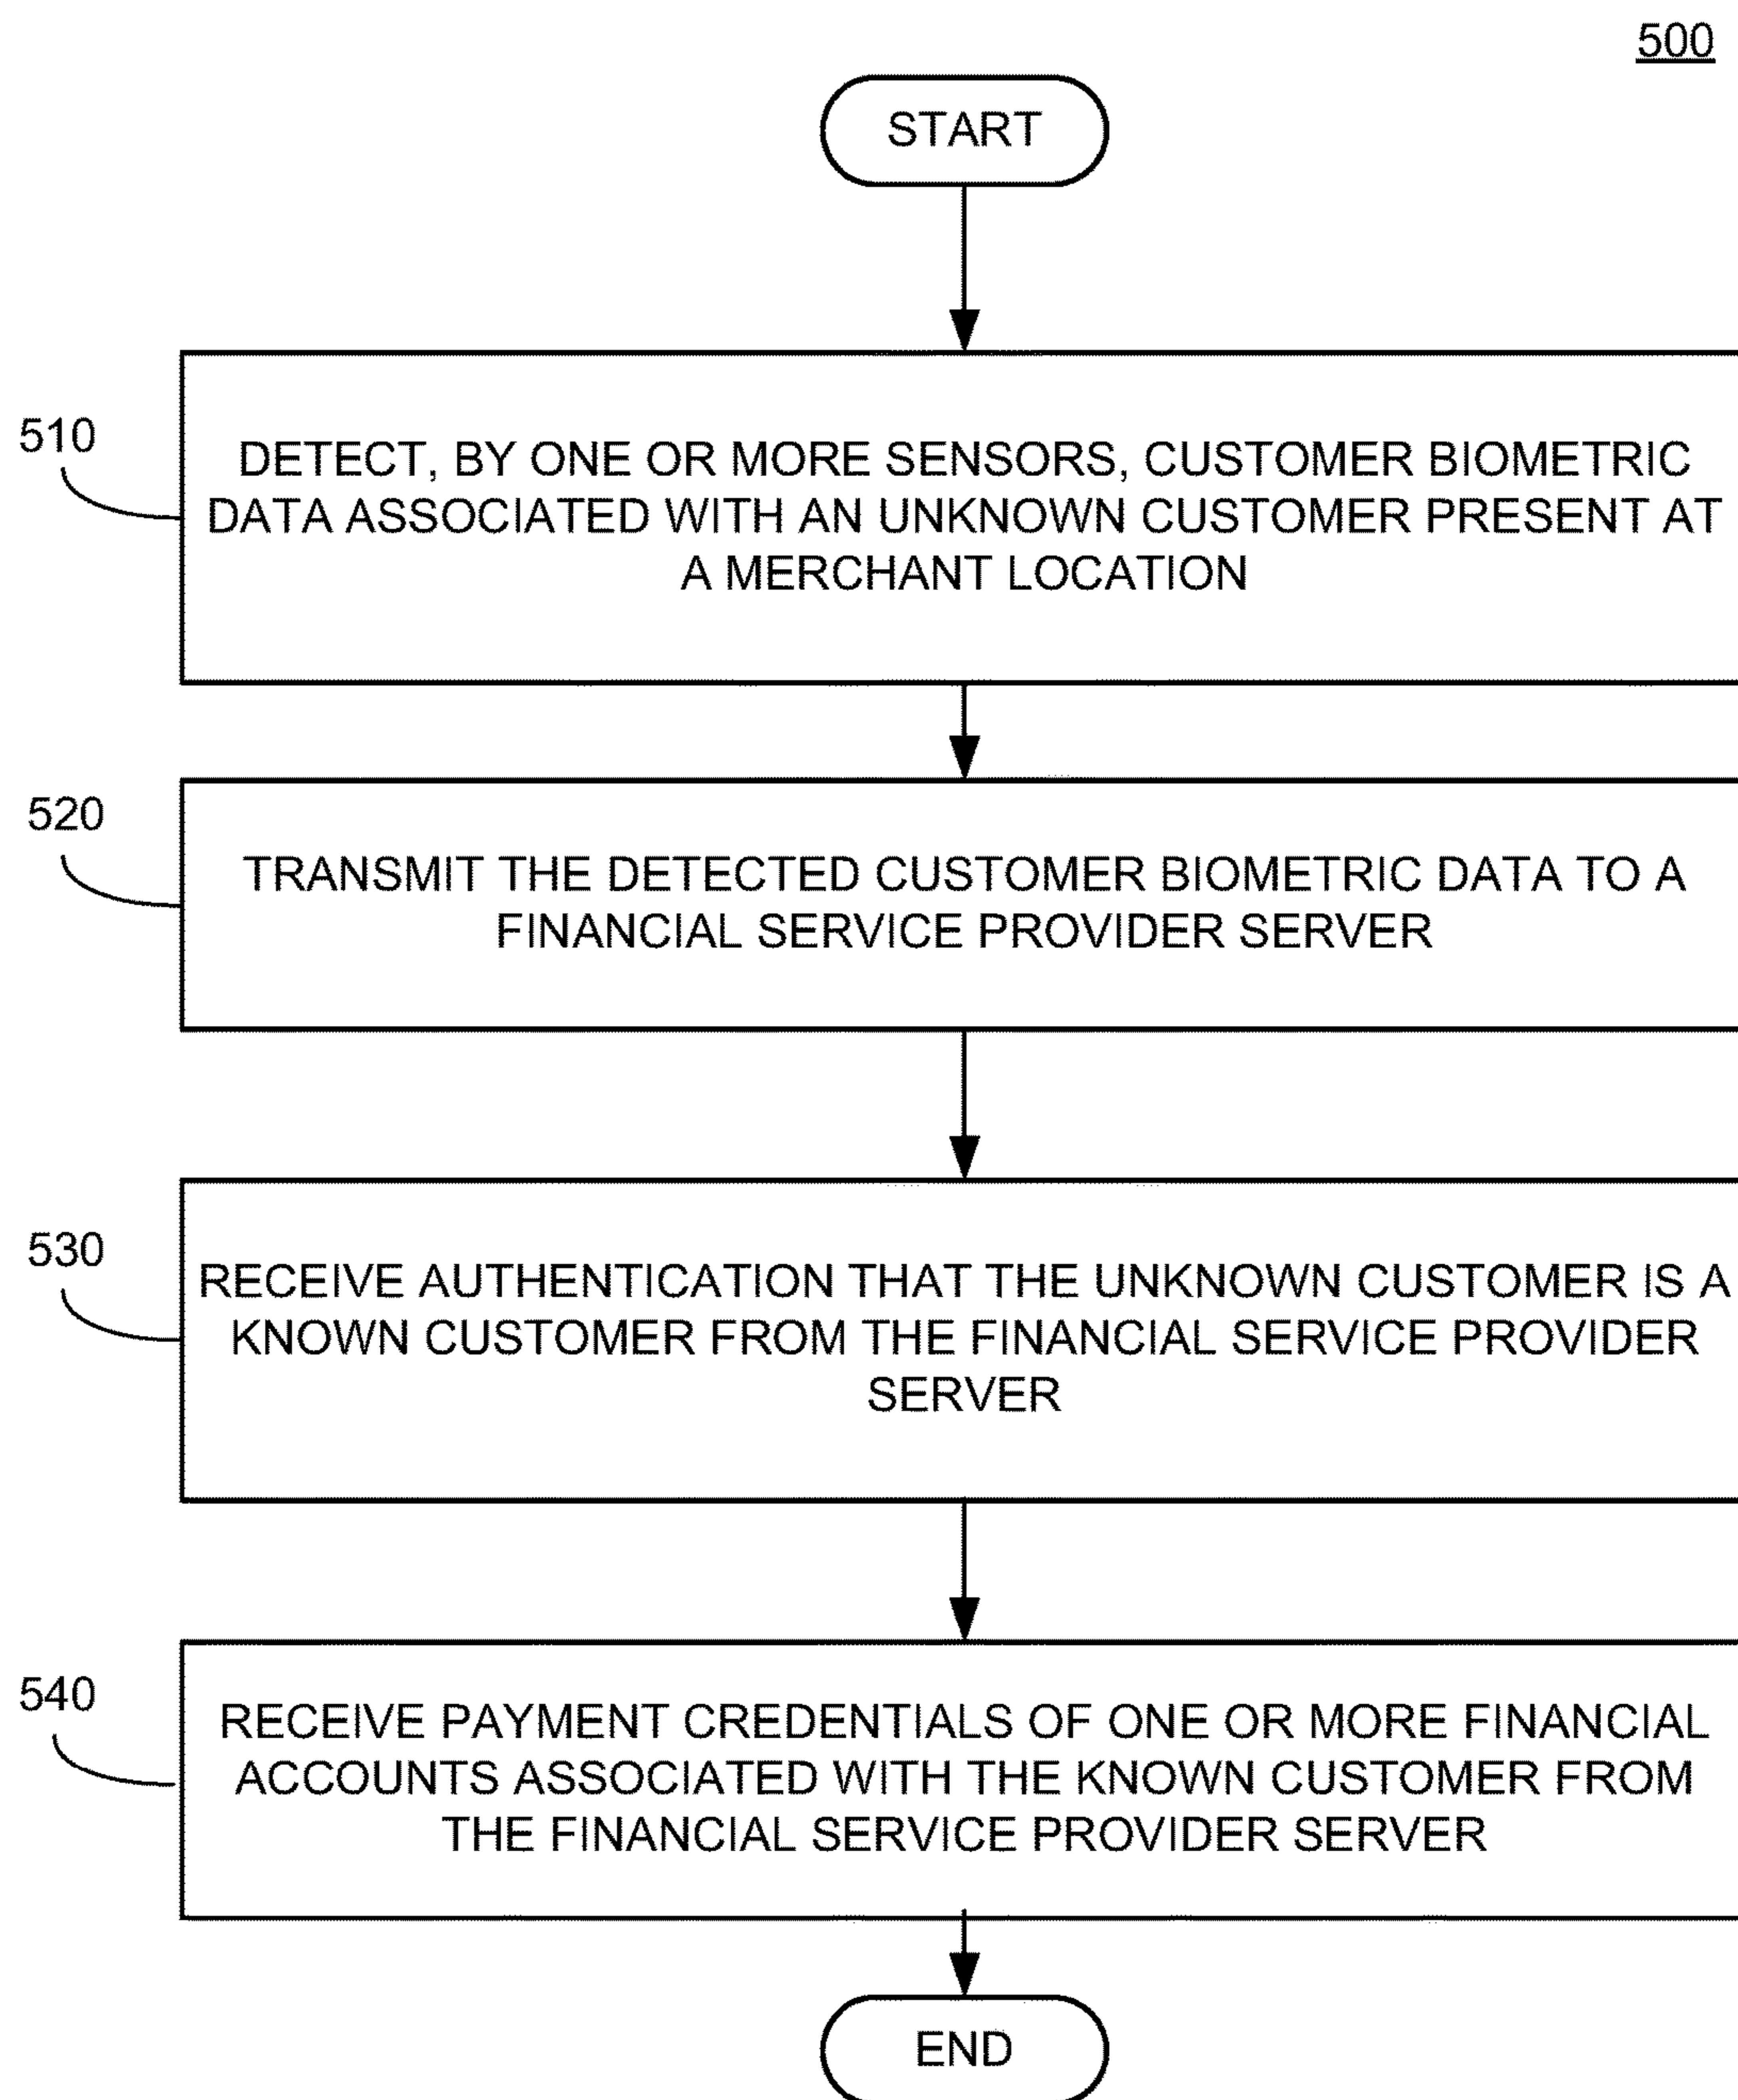 500
START
510
DETECT, BY ONE OR MORE SENSORS, CUSTOMER BIOMETRIC
DATA ASSOCIATED WITH AN UNKNOWN CUSTOMER PRESENT AT
A MERCHANT LOCATION
520
TRANSMIT THE DETECTED CUSTOMER BIOMETRIC DATA TO A
FINANCIAL SERVICE PROVIDER SERVER
530
RECEIVE AUTHENTICATION THAT THE UNKNOWN CUSTOMER IS A
KNOWN CUSTOMER FROM THE FINANCIAL SERVICE PROVIDER
SERVER
540
RECEIVE PAYMENT CREDENTIALS OF ONE OR MORE FINANCIAL
ACCOUNTS ASSOCIATED WITH THE KNOWN CUSTOMER FROM
THE FINANCIAL SERVICE PROVIDER SERVER
END